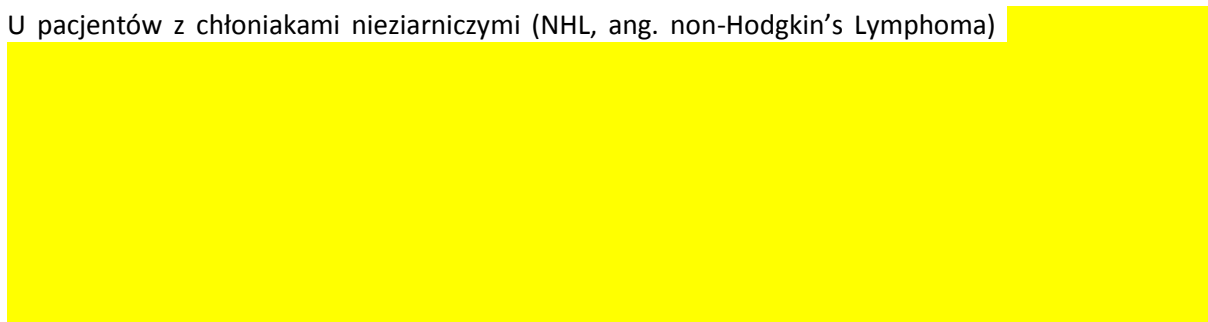 U pacjentów z chłoniakami nieziarniczymi (NHL, ang. non-Hodgkin’s Lymphoma)